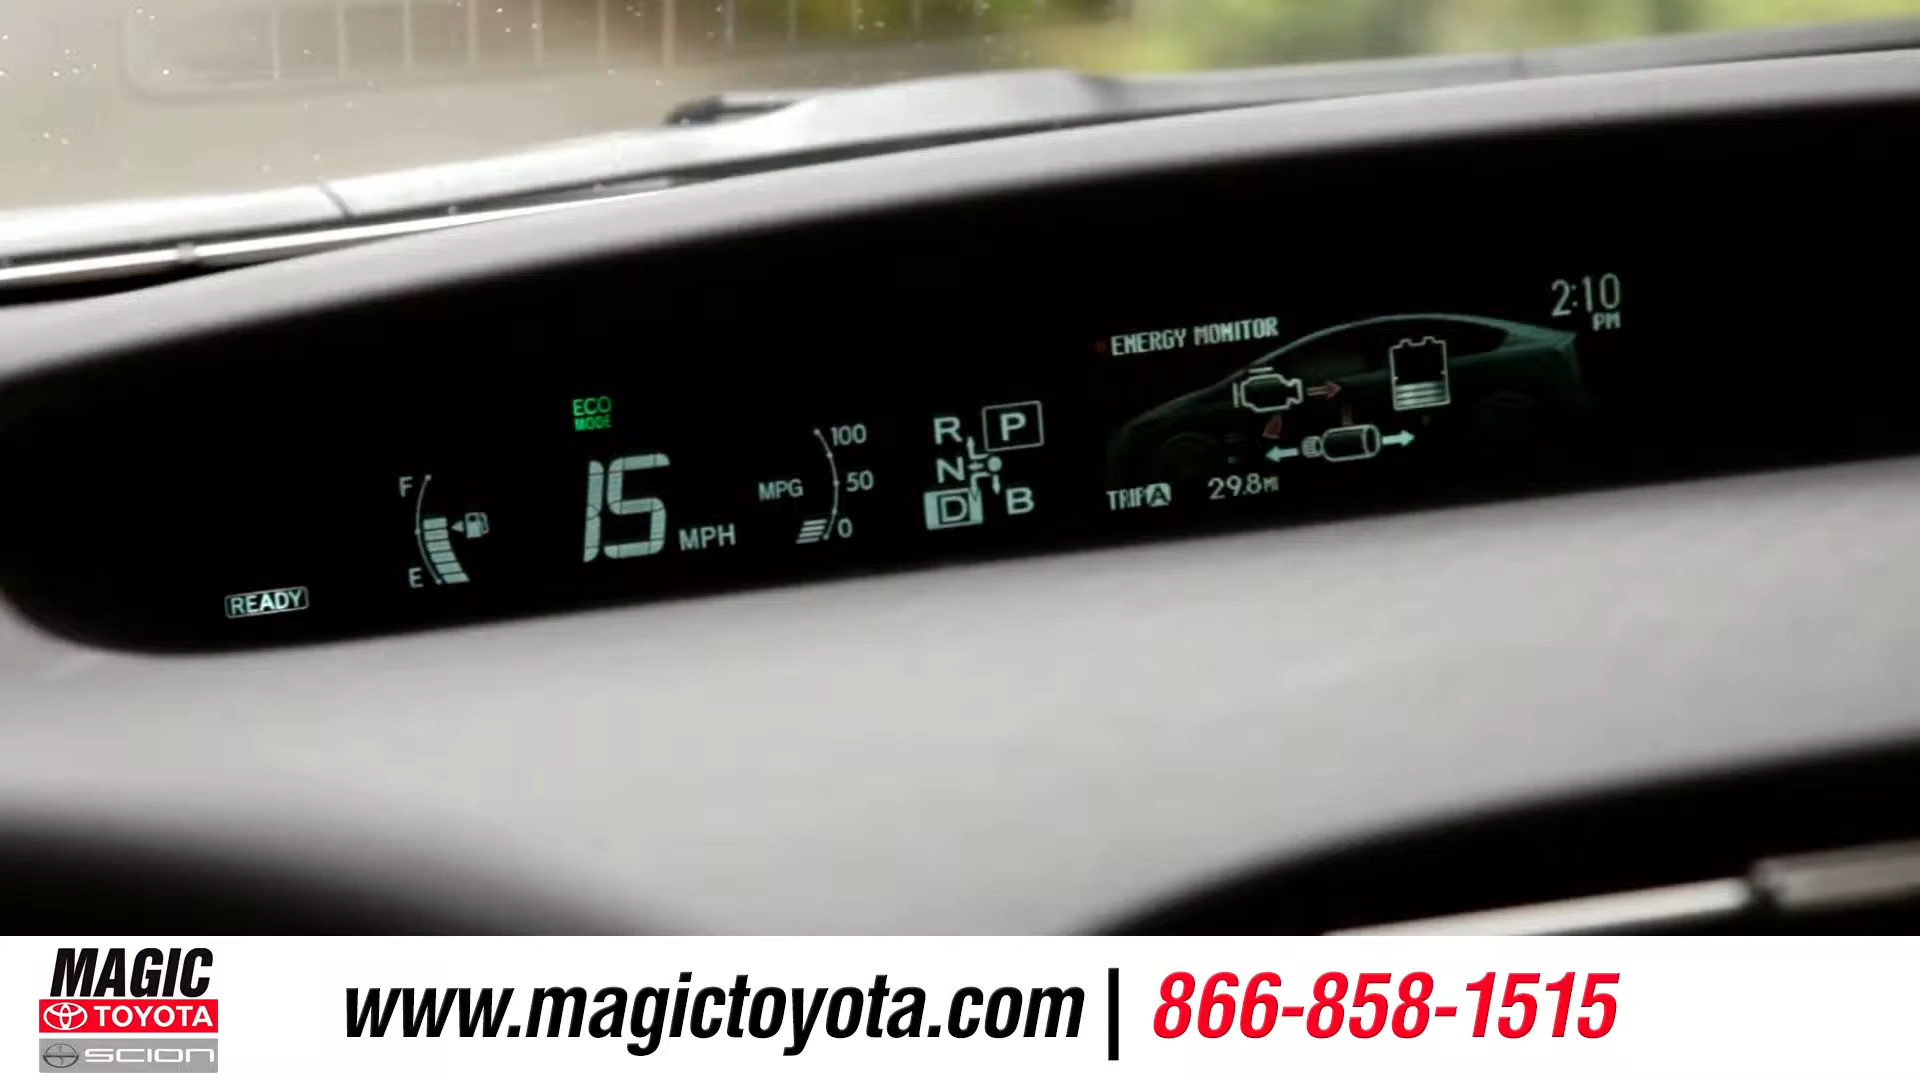 2:10
PM
ENERGY MONITOR
ECO
MODE
100
R P
F
MPG
50
N
15 MPH
TRIP A 29.8 MI
D B
0
E
READY
MAGIC
TOYOTA
SCION
www.magictoyota.com | 866-858-1515